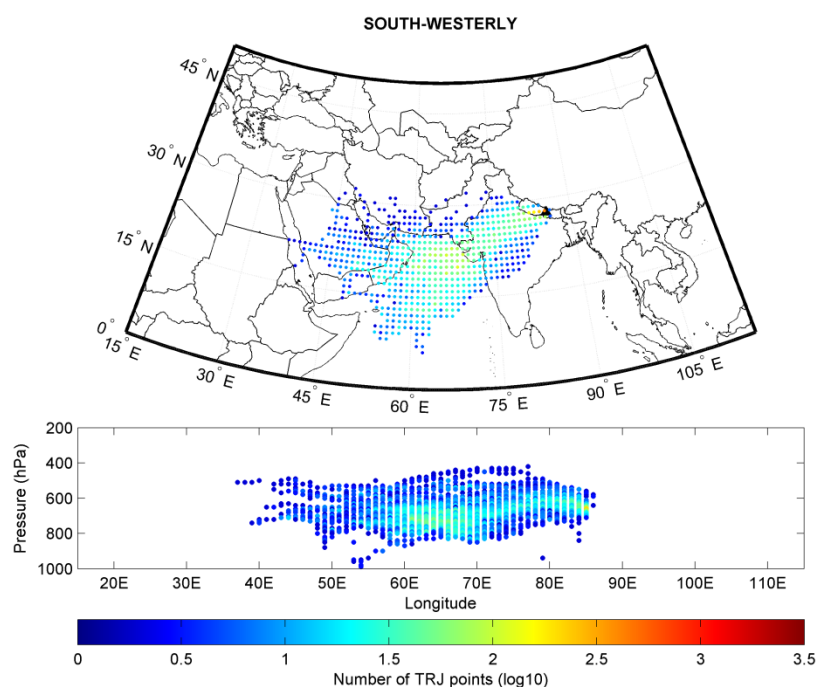 SOUTH-WESTERLY
45° N
30° N
15° N
0° E
15° E
30° E
45° E
60° E
75° E
90° E
105° E
200
400
600
800
1000
Pressure (hPa)
20E 30E 40E 50E 60E 70E 80E 90E 100E 110E
Longitude
0 0.5 1 1.5 2 2.5 3 3.5
Number of TRJ points (log10)